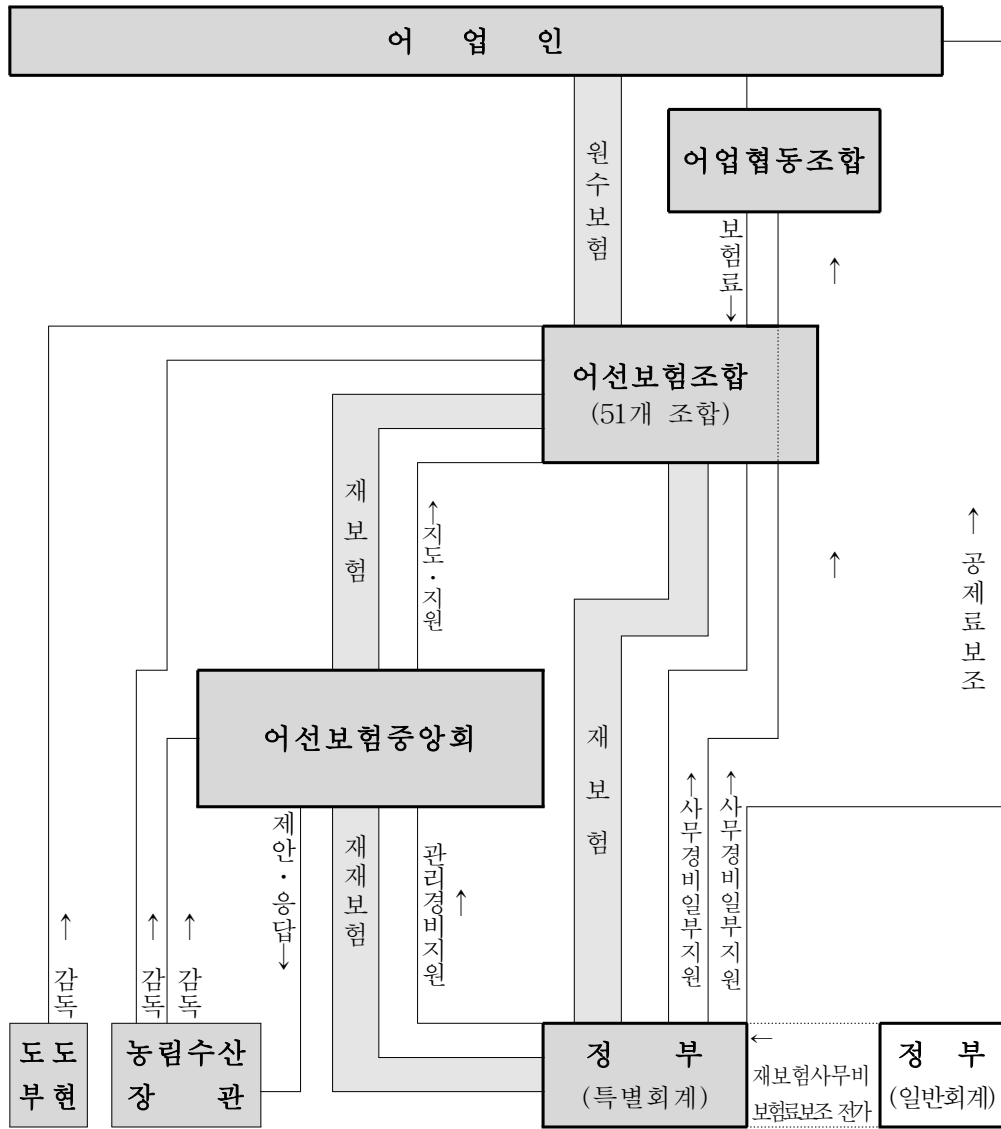 어 업 인
어업협동조합
원수보험
보험료→
↑
어선보험조합
(51개 조합)
재보험
↑지도·지원
↑
↑ 공제료보조
어선보험중앙회
재보험
↑사무경비일부지원
↑사무경비일부지원
제안·응답→
재재보험
관리경비지원
↑
↑ 감독
↑ 감독
↑ 감독
도도
부현
농림수산
장 관
정 부
(특별회계)
←
재보험사무비
보험료보조 전가
정 부
(일반회계)